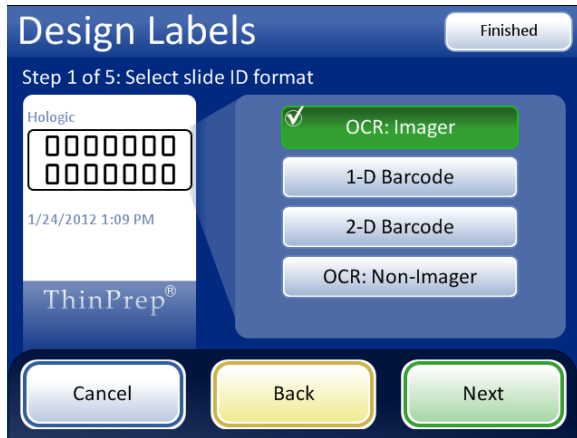 Design Labels
Finished
Step 1 of 5: Select slide ID format
Hologic
0000000
0000000
1/24/2012 1:09 PM
ThinPrep®
OCR: Imager
1-D Barcode
2-D Barcode
OCR: Non-Imager
Cancel
Back
Next